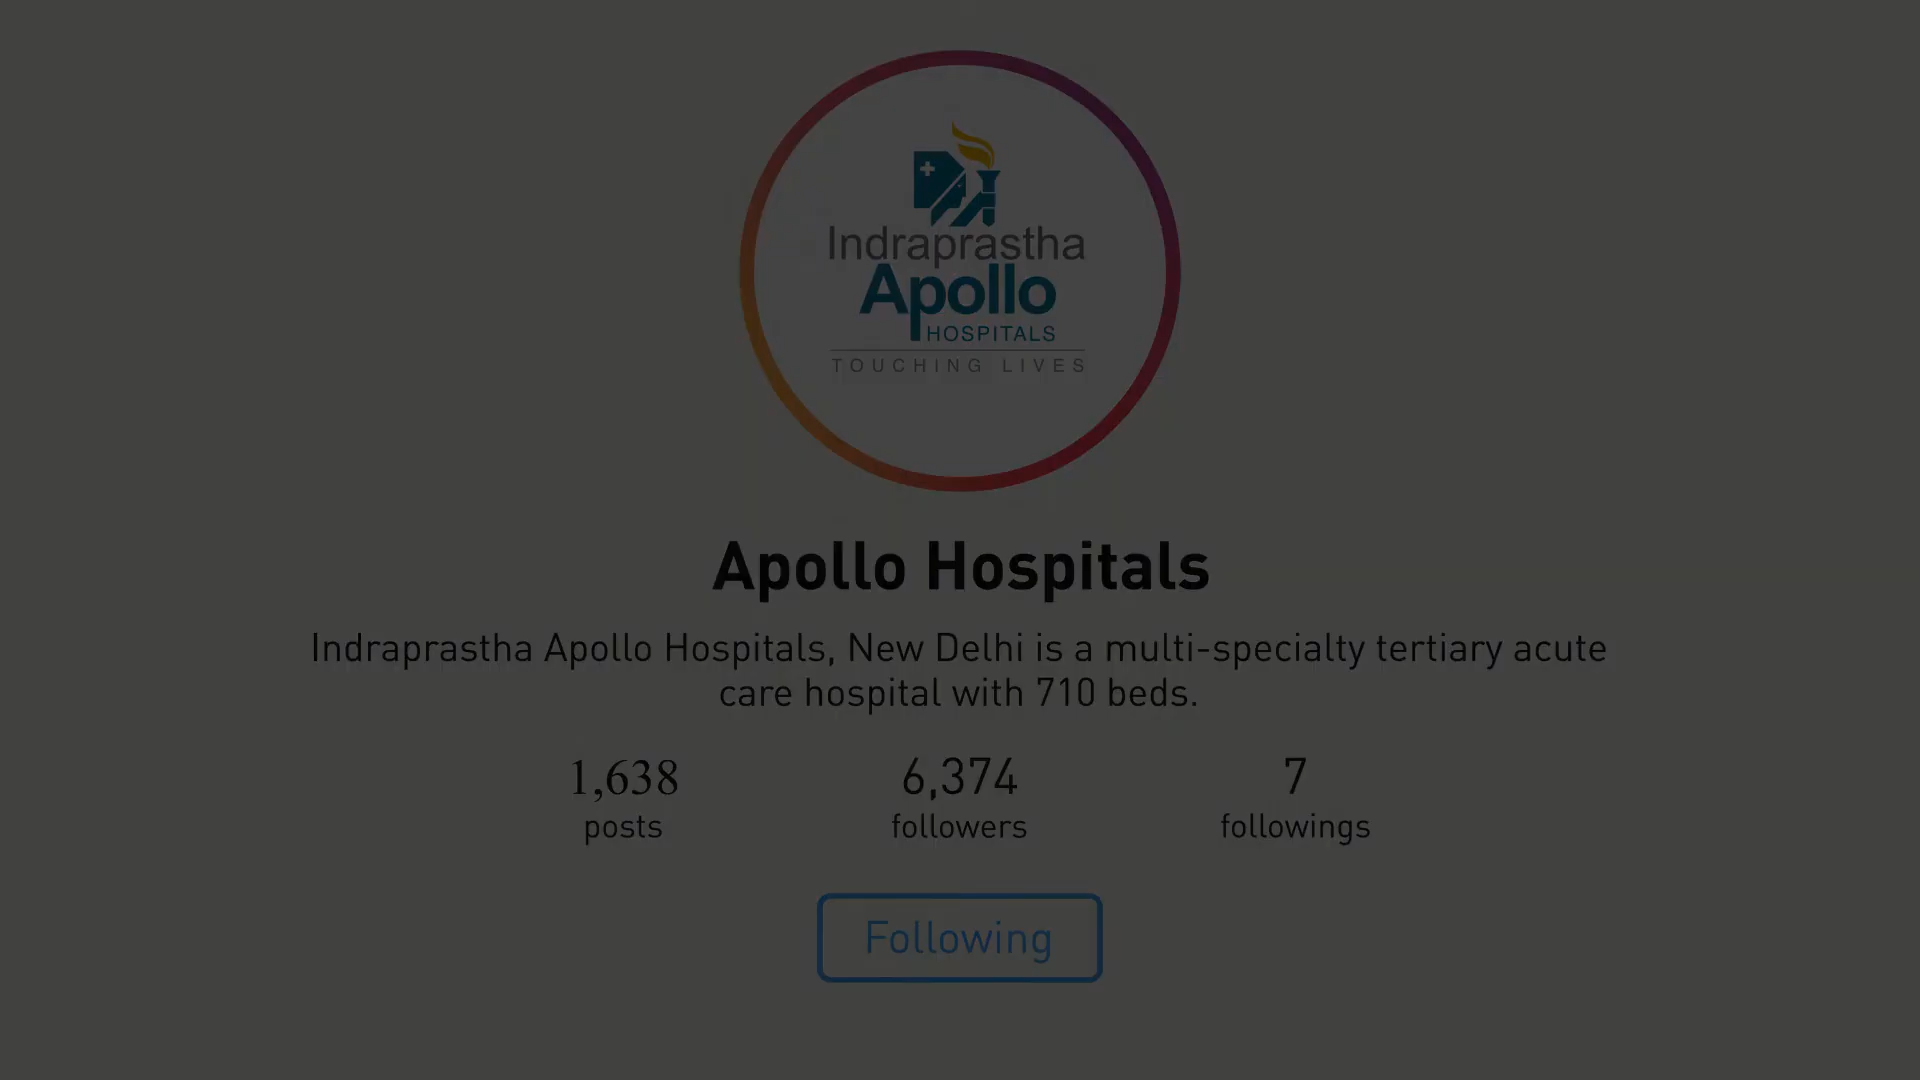 Indraprastha
Apollo
HOSPITALS
TOUCHING LIVES
Apollo Hospitals
Indraprastha Apollo Hospitals, New Delhi is a multi-specialty tertiary acute
care hospital with 710 beds.
1,638 6,374 7
posts followers followings
Following